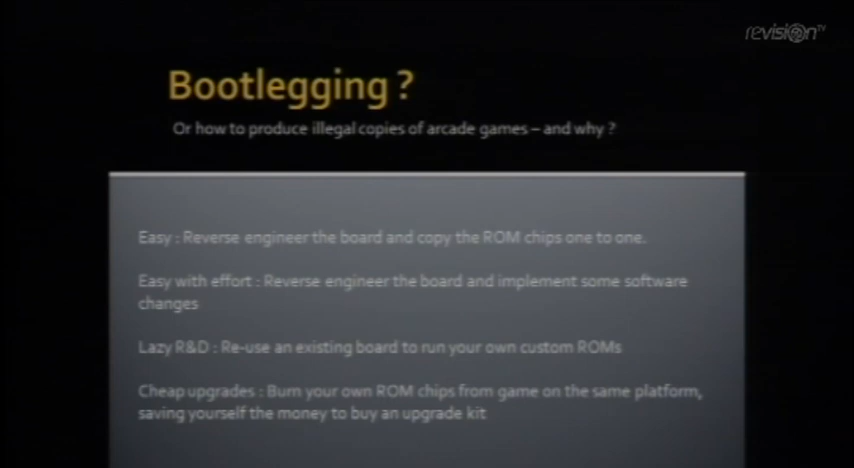 revision TV
Bootlegging ?
Or how to produce illegal copies of arcade games – and why ?
Easy : Reverse engineer the board and copy the ROM chips one to one.
Easy with effort : Reverse engineer the board and implement some software
changes
Lazy R&D : Re-use an existing board to run your own custom ROMs
Cheap upgrades : Burn your own ROM chips from game on the same platform,
saving yourself the money to buy an upgrade kit